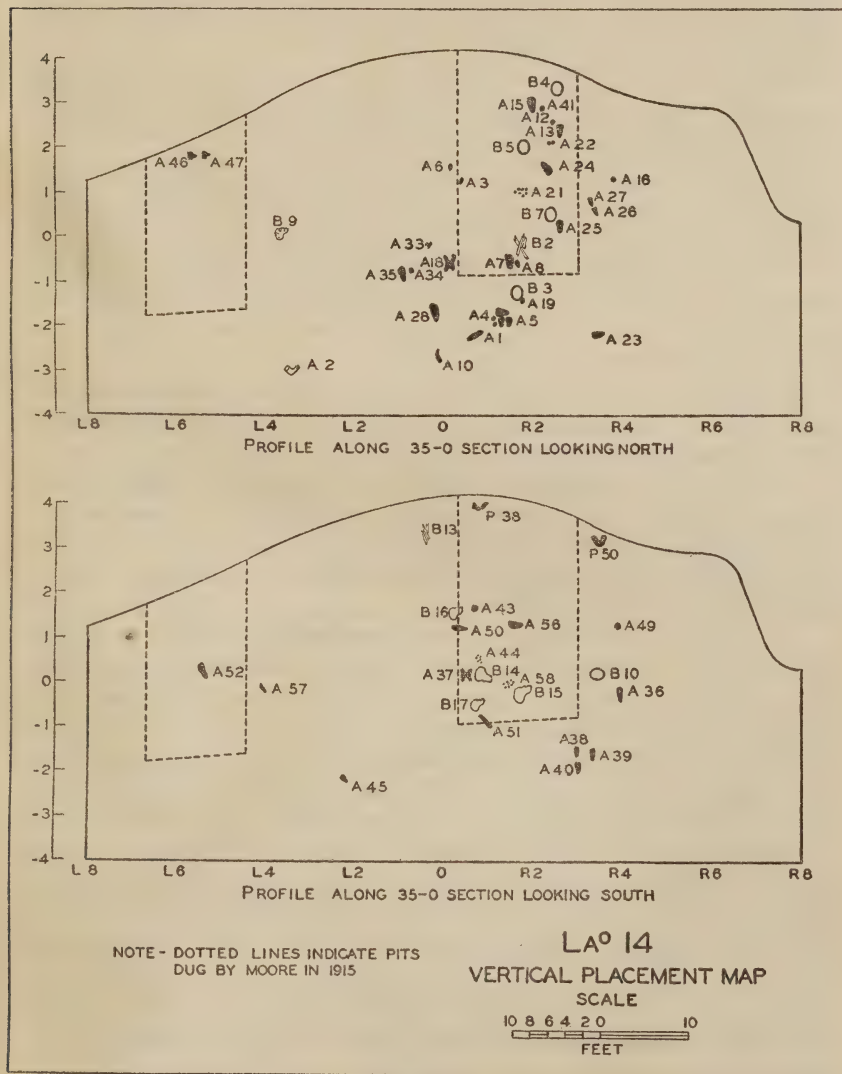 4
B4
3
A15 A41
A12
A13
2
B5 A22
A46 A47
A6 A24
1
A3 A16
A21 A27
B7 A26
B9 A25
0
A33 B2
A18 A7 A8
-1
A35 A34
B3
A19
-2
A28 A4 A5
A1 A23
-3
A2 A10
-4
L8 L6 L4 L2 0 R2 R4 R6 R8
PROFILE ALONG 35-0 SECTION LOOKING NORTH
4
P 38
B13
3
P50
2
B16 A43
1
A50 A56 A49
A44
A52 A37 B14 A58 B10
0
A57 B15 A36
B17
-1
A51
A38
A39
-2
A40
A45
-3
-4
L8 L6 L4 L2 0 R2 R4 R6 R8
PROFILE ALONG 35-0 SECTION LOOKING SOUTH
NOTE - DOTTED LINES INDICATE PITS
DUG BY MOORE IN 1915
LAº 14
VERTICAL PLACEMENT MAP
SCALE
10 8 6 4 2 0 10
FEET